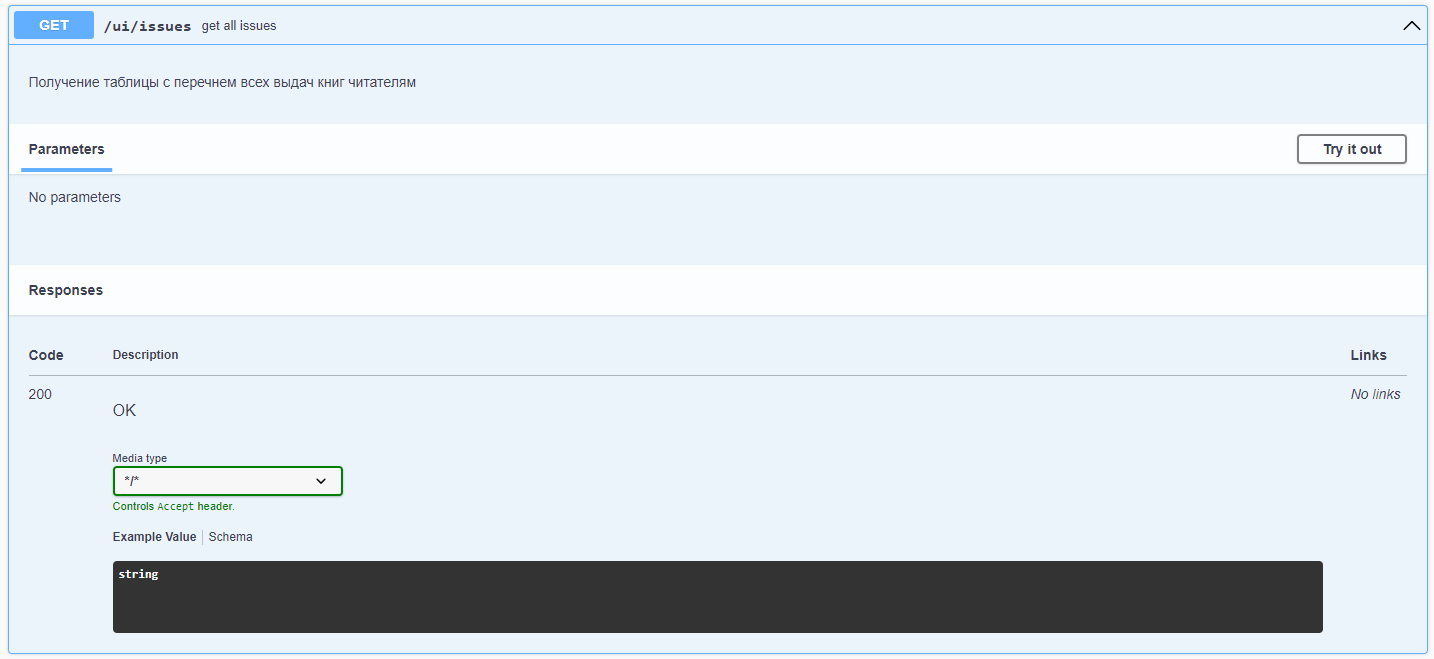 GET /ui/issues get all issues
Получение таблицы с перечнем всех выдач книг читателям
Parameters Try it out
No parameters
Responses
Code Description Links
200 No links
OK
Media type
*/*
Controls Accept header.
Example Value Schema
string